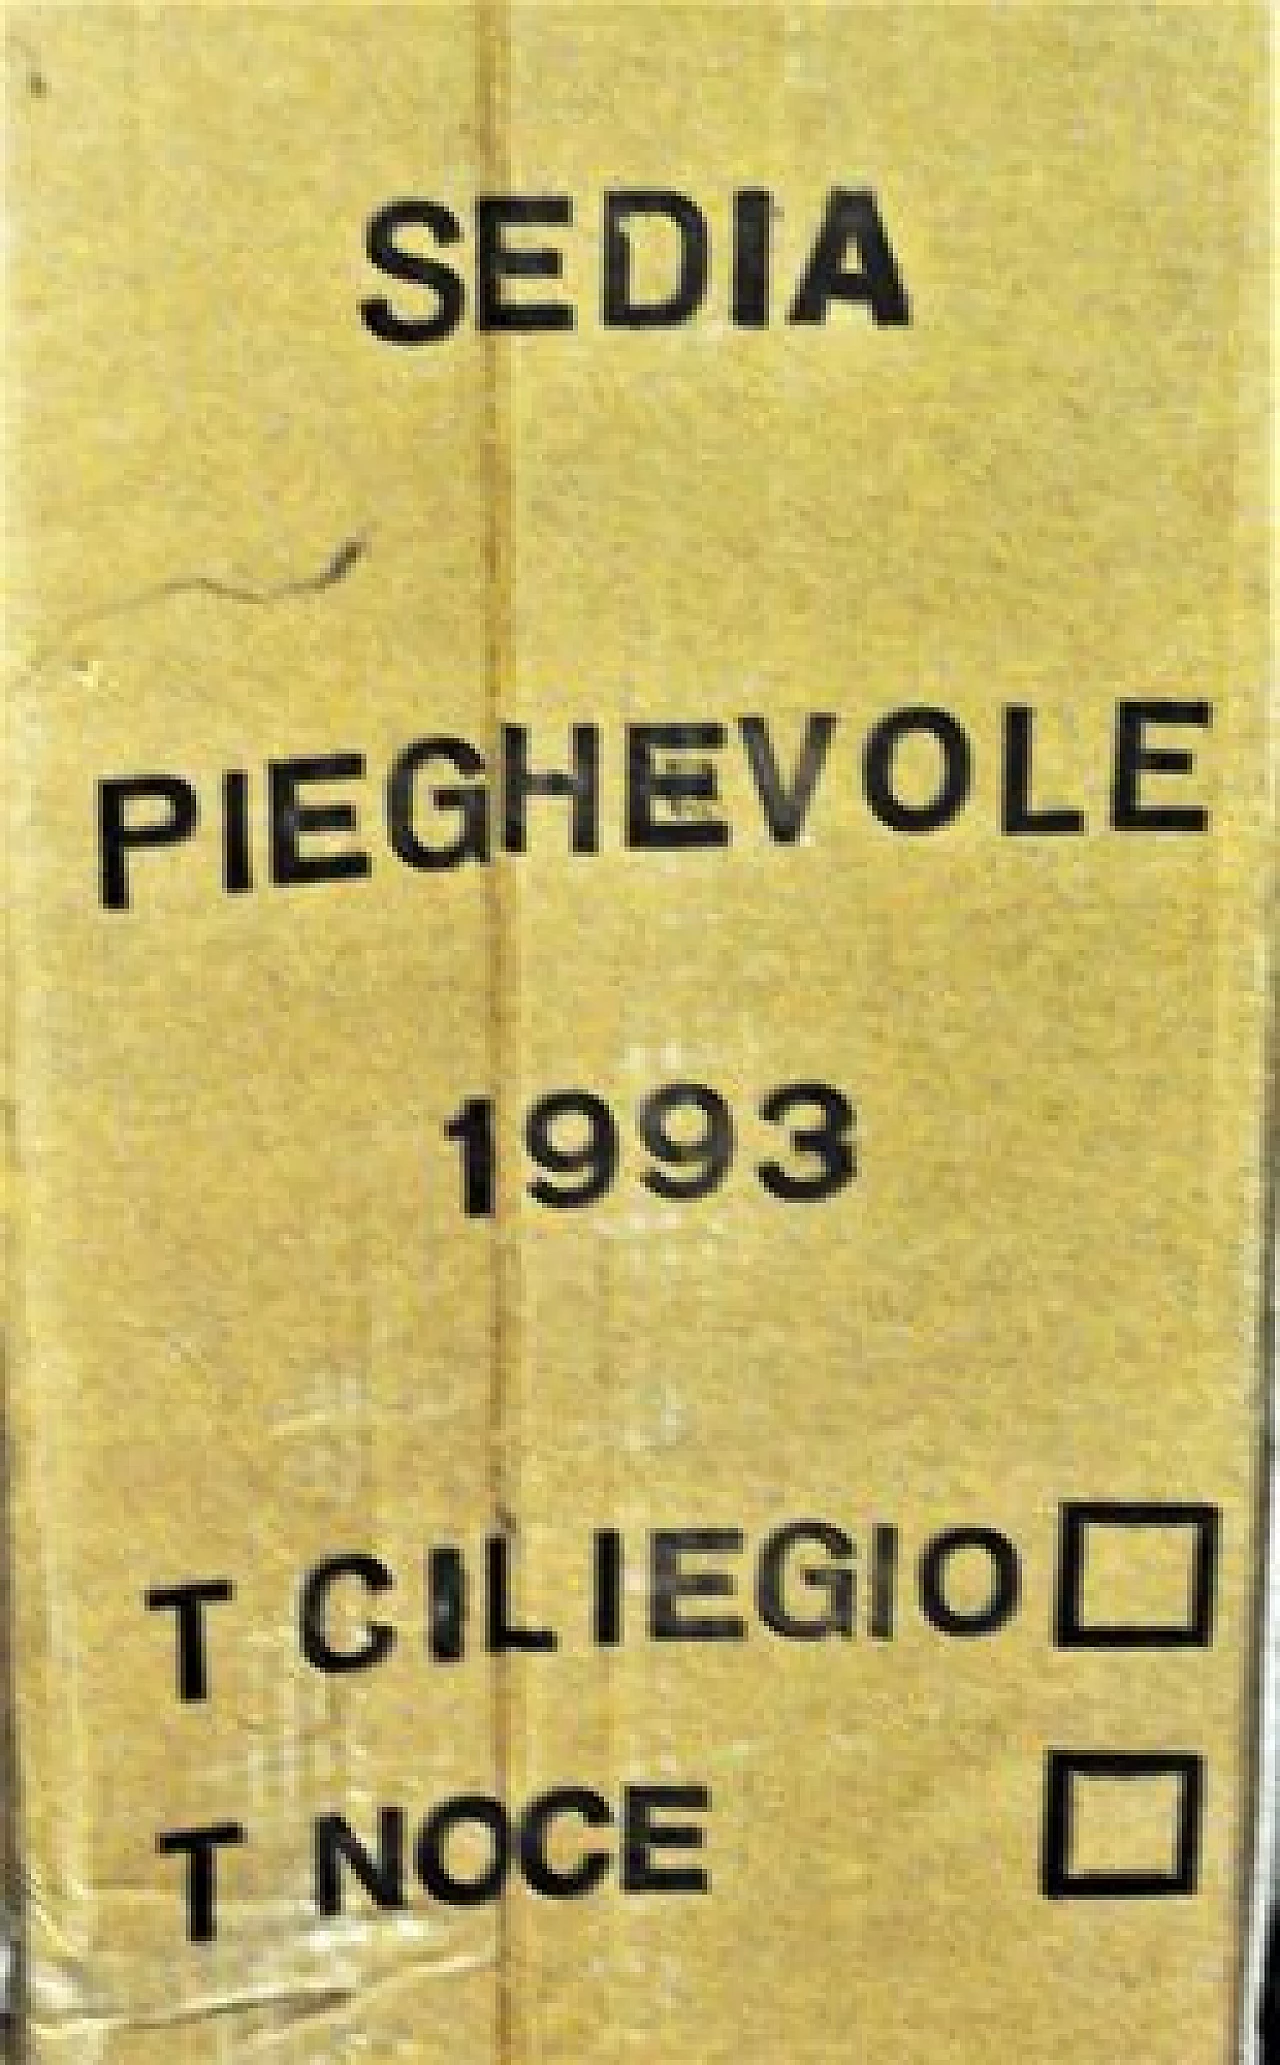 SEDIA
PIEGHEVOLE
1993
T CILIEGIO
T NOCE